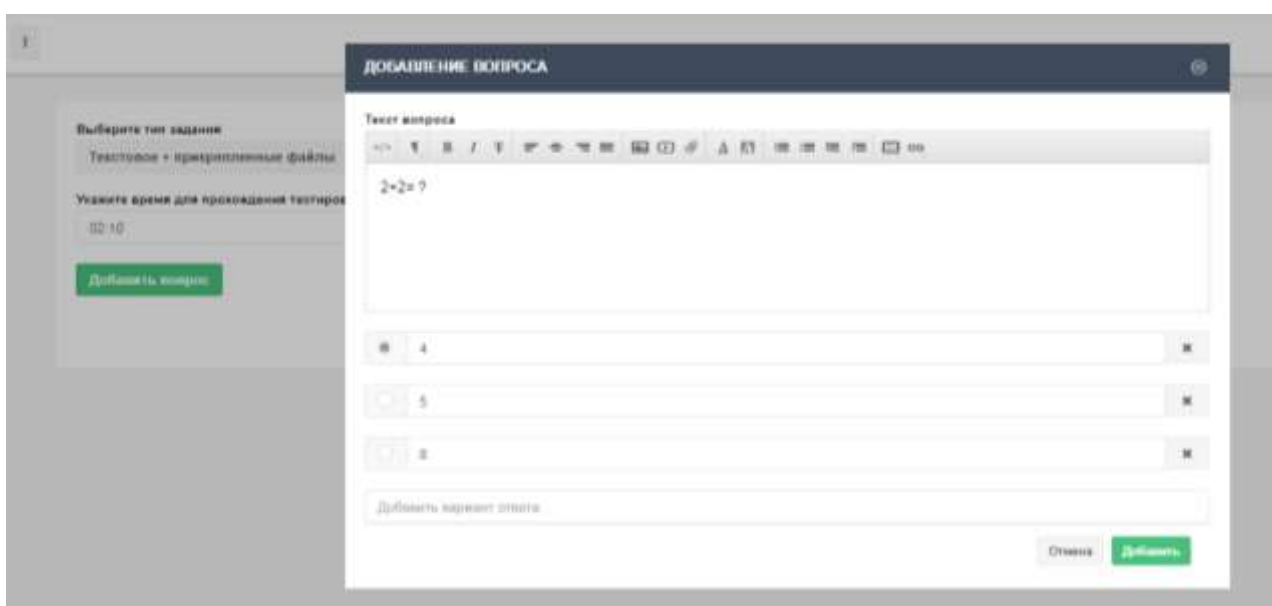 ДОБАВЛЕНИЕ ВОПРОСА
Выберите тип задания
Текстовое + прикрепленные файлы
Укажите время для прохождения тестиров
02:10
Добавить вопрос
Текст вопроса
2+2= ?
4
5
Добавить вариант ответа
Отмена
Добавить